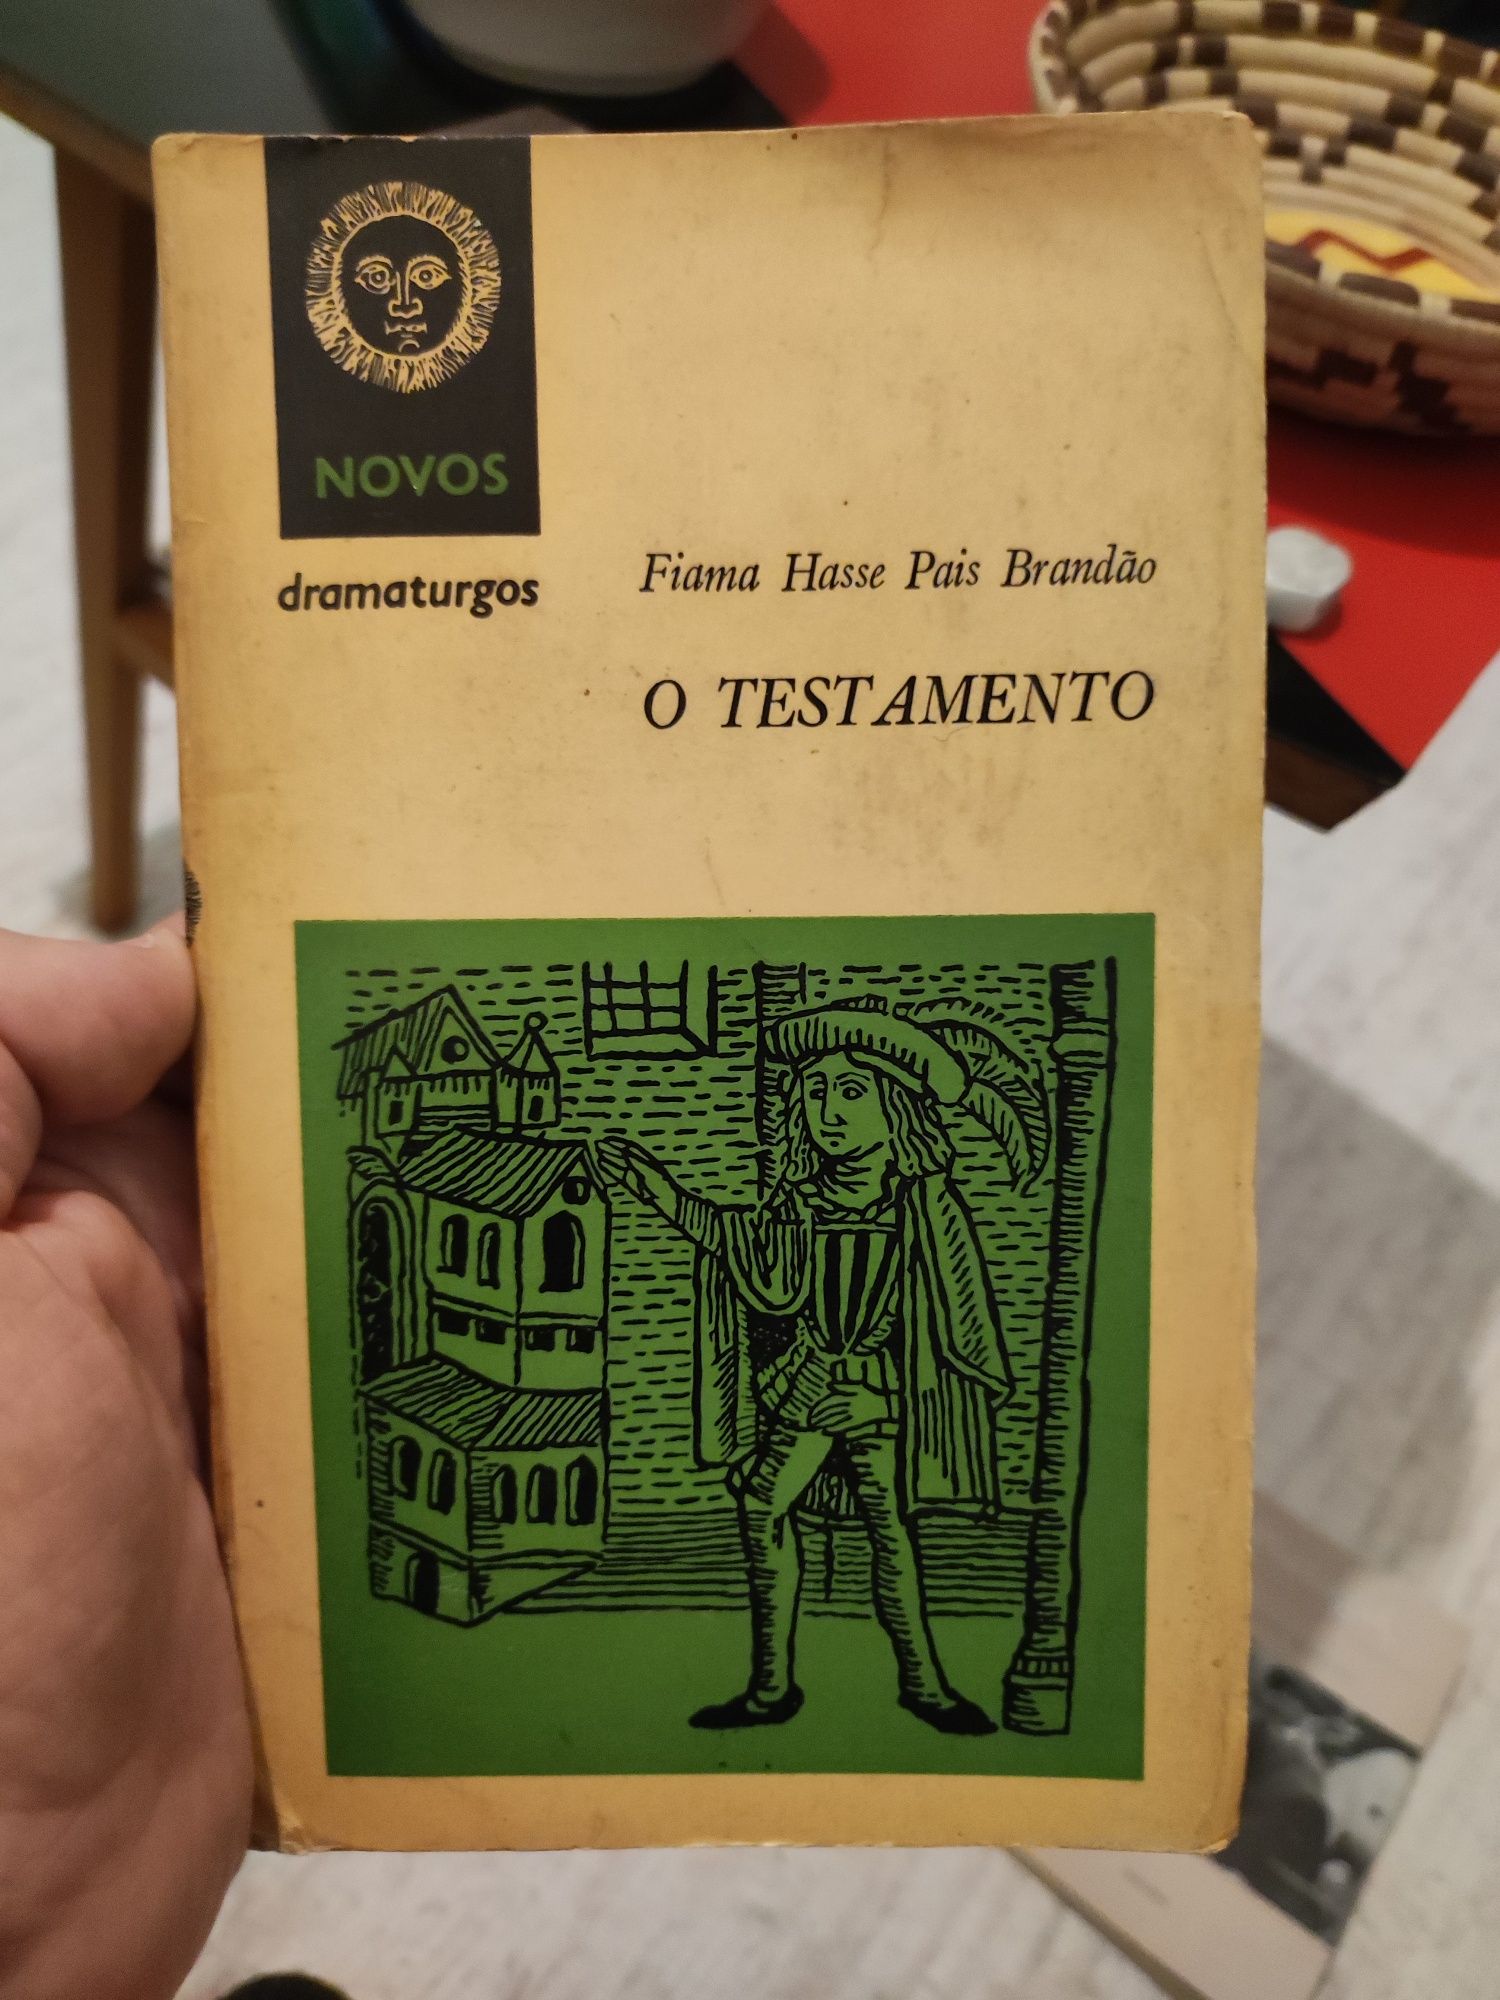 NOVOS
dramaturgos
Fiama Hasse Pais Brandão
O TESTAMENTO